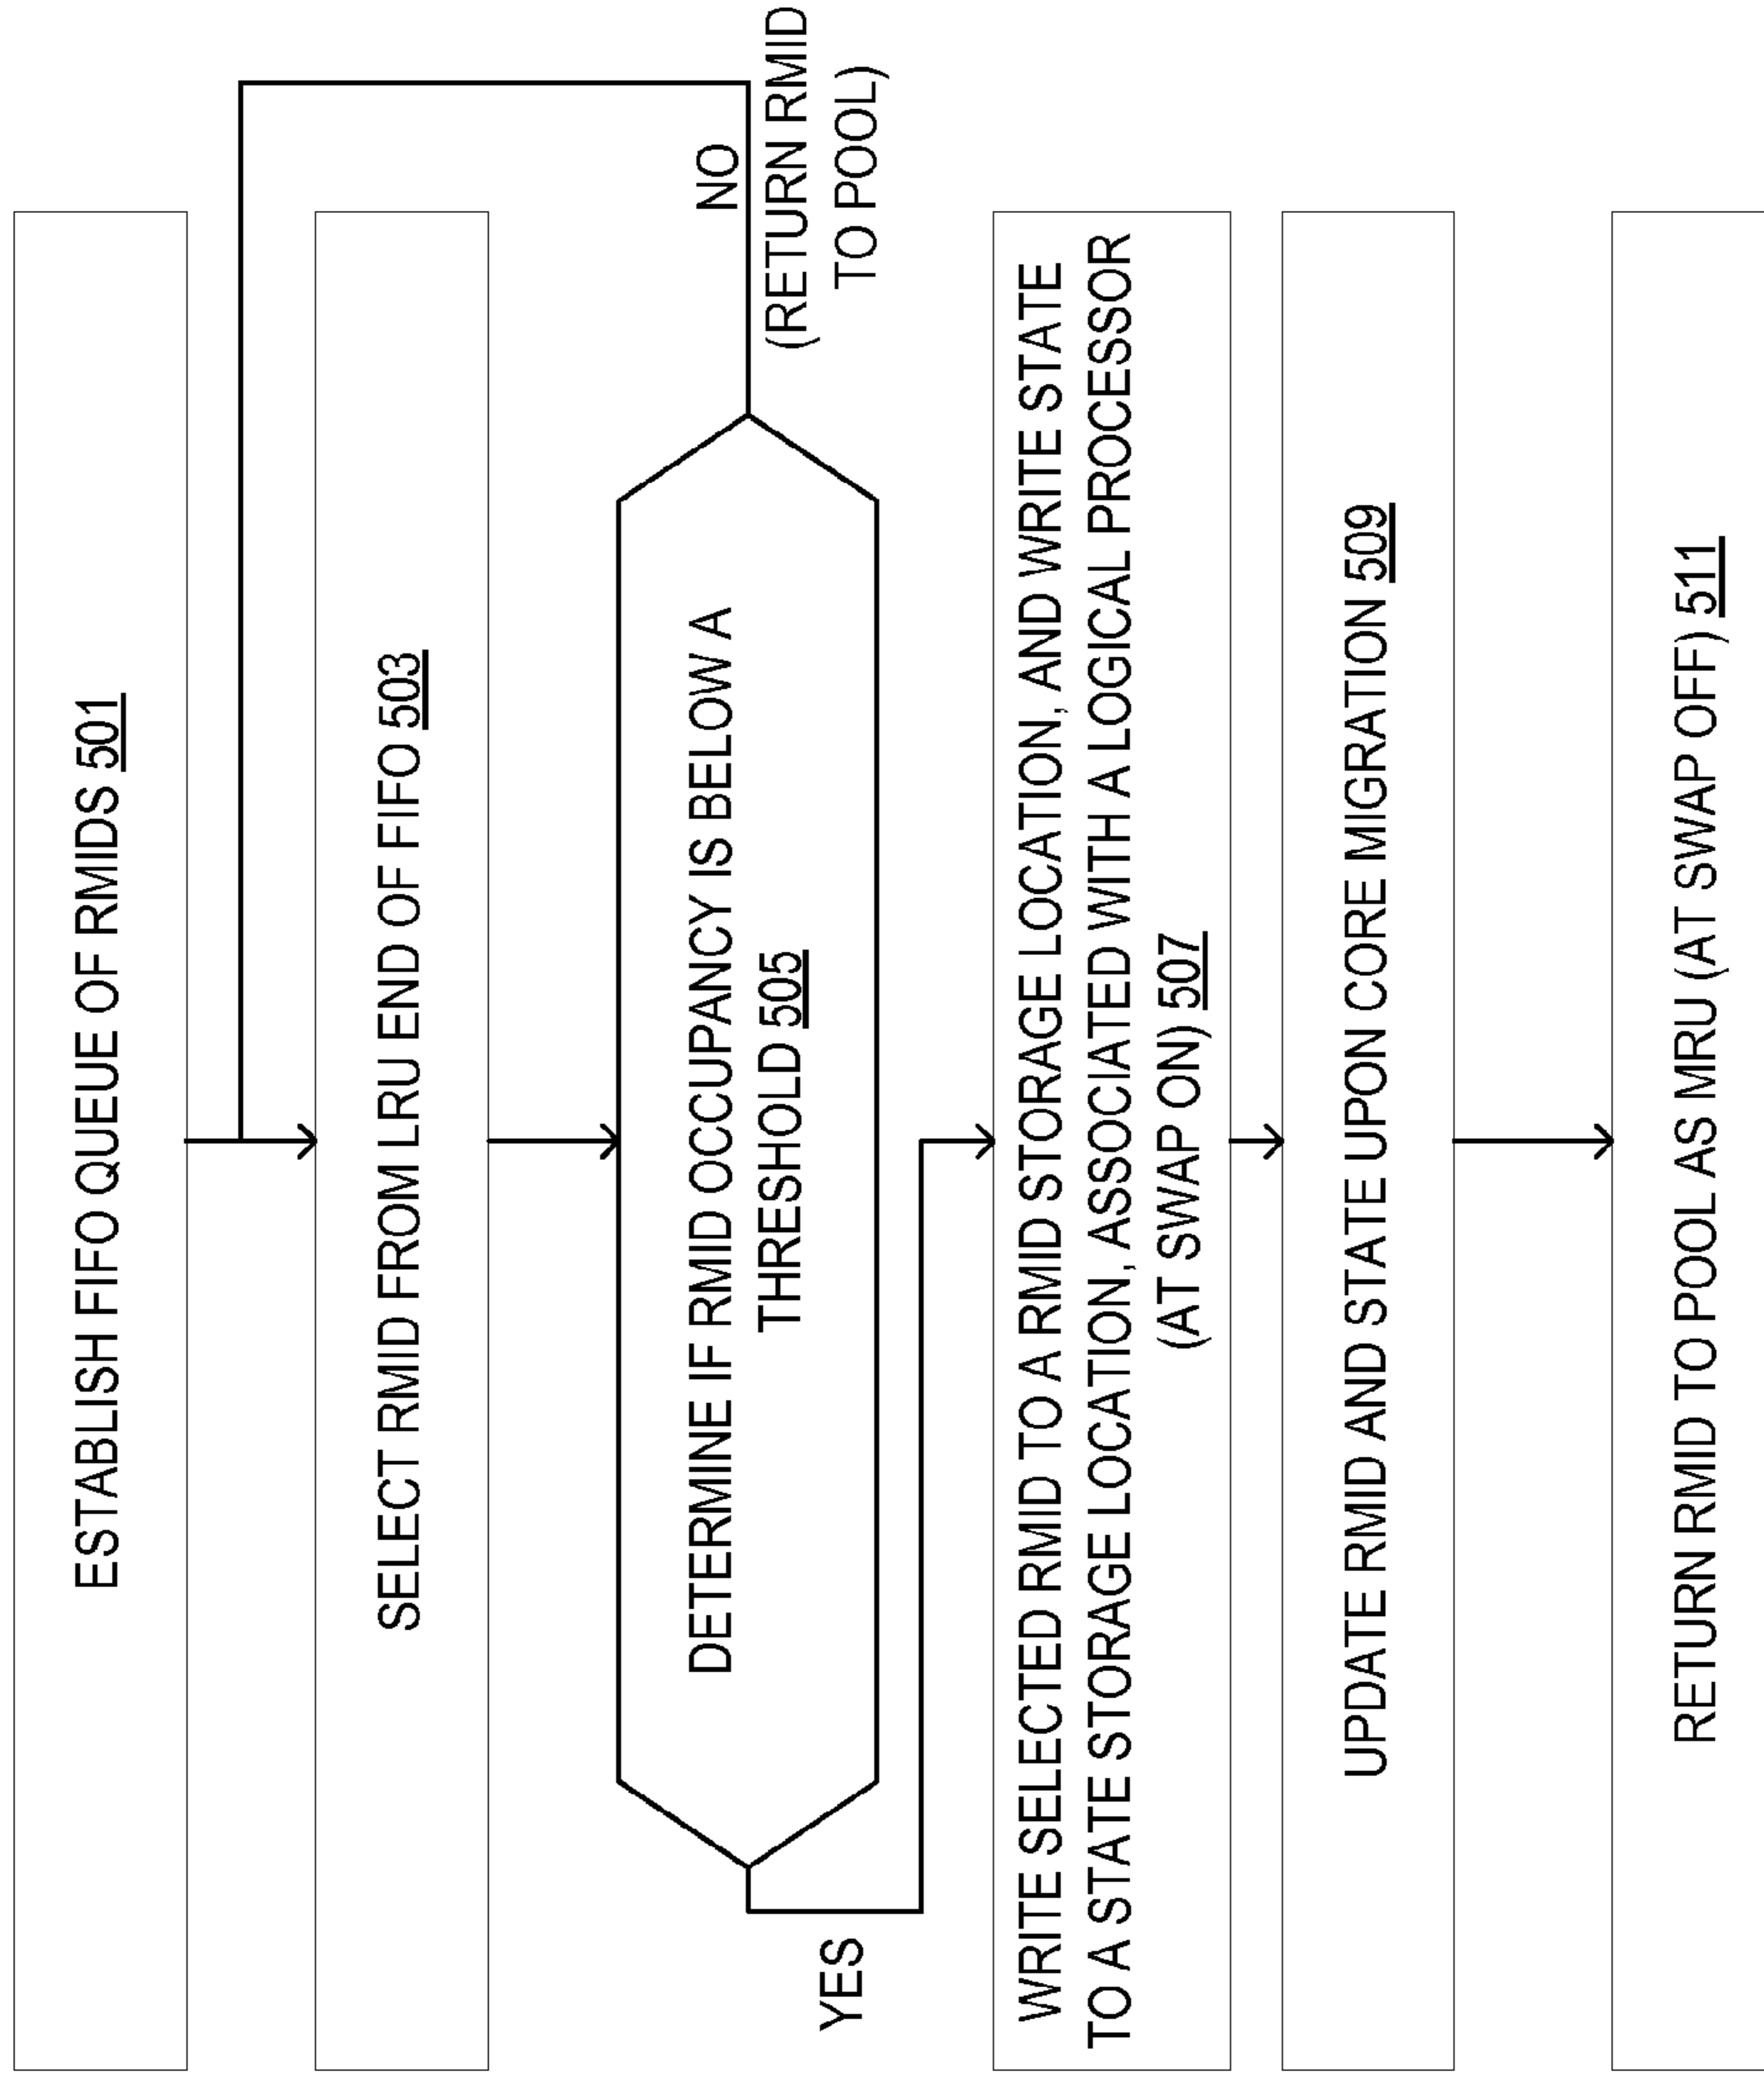 ESTABLISH FIFO QUEUE OF RMIDS 501
SELECT RMID FROM LRU END OF FIFO 503
DETERMINE IF RMID OCCUPANCY IS BELOW A
THRESHOLD 505
NO
(RETURN RMID
TO POOL)
YES
WRITE SELECTED RMID TO A RMID STORAGE LOCATION, AND WRITE STATE
TO A STATE STORAGE LOCATION, ASSOCIATED WITH A LOGICAL PROCESSOR
(AT SWAP ON) 507
UPDATE RMID AND STATE UPON CORE MIGRATION 509
RETURN RMID TO POOL AS MRU (AT SWAP OFF) 511